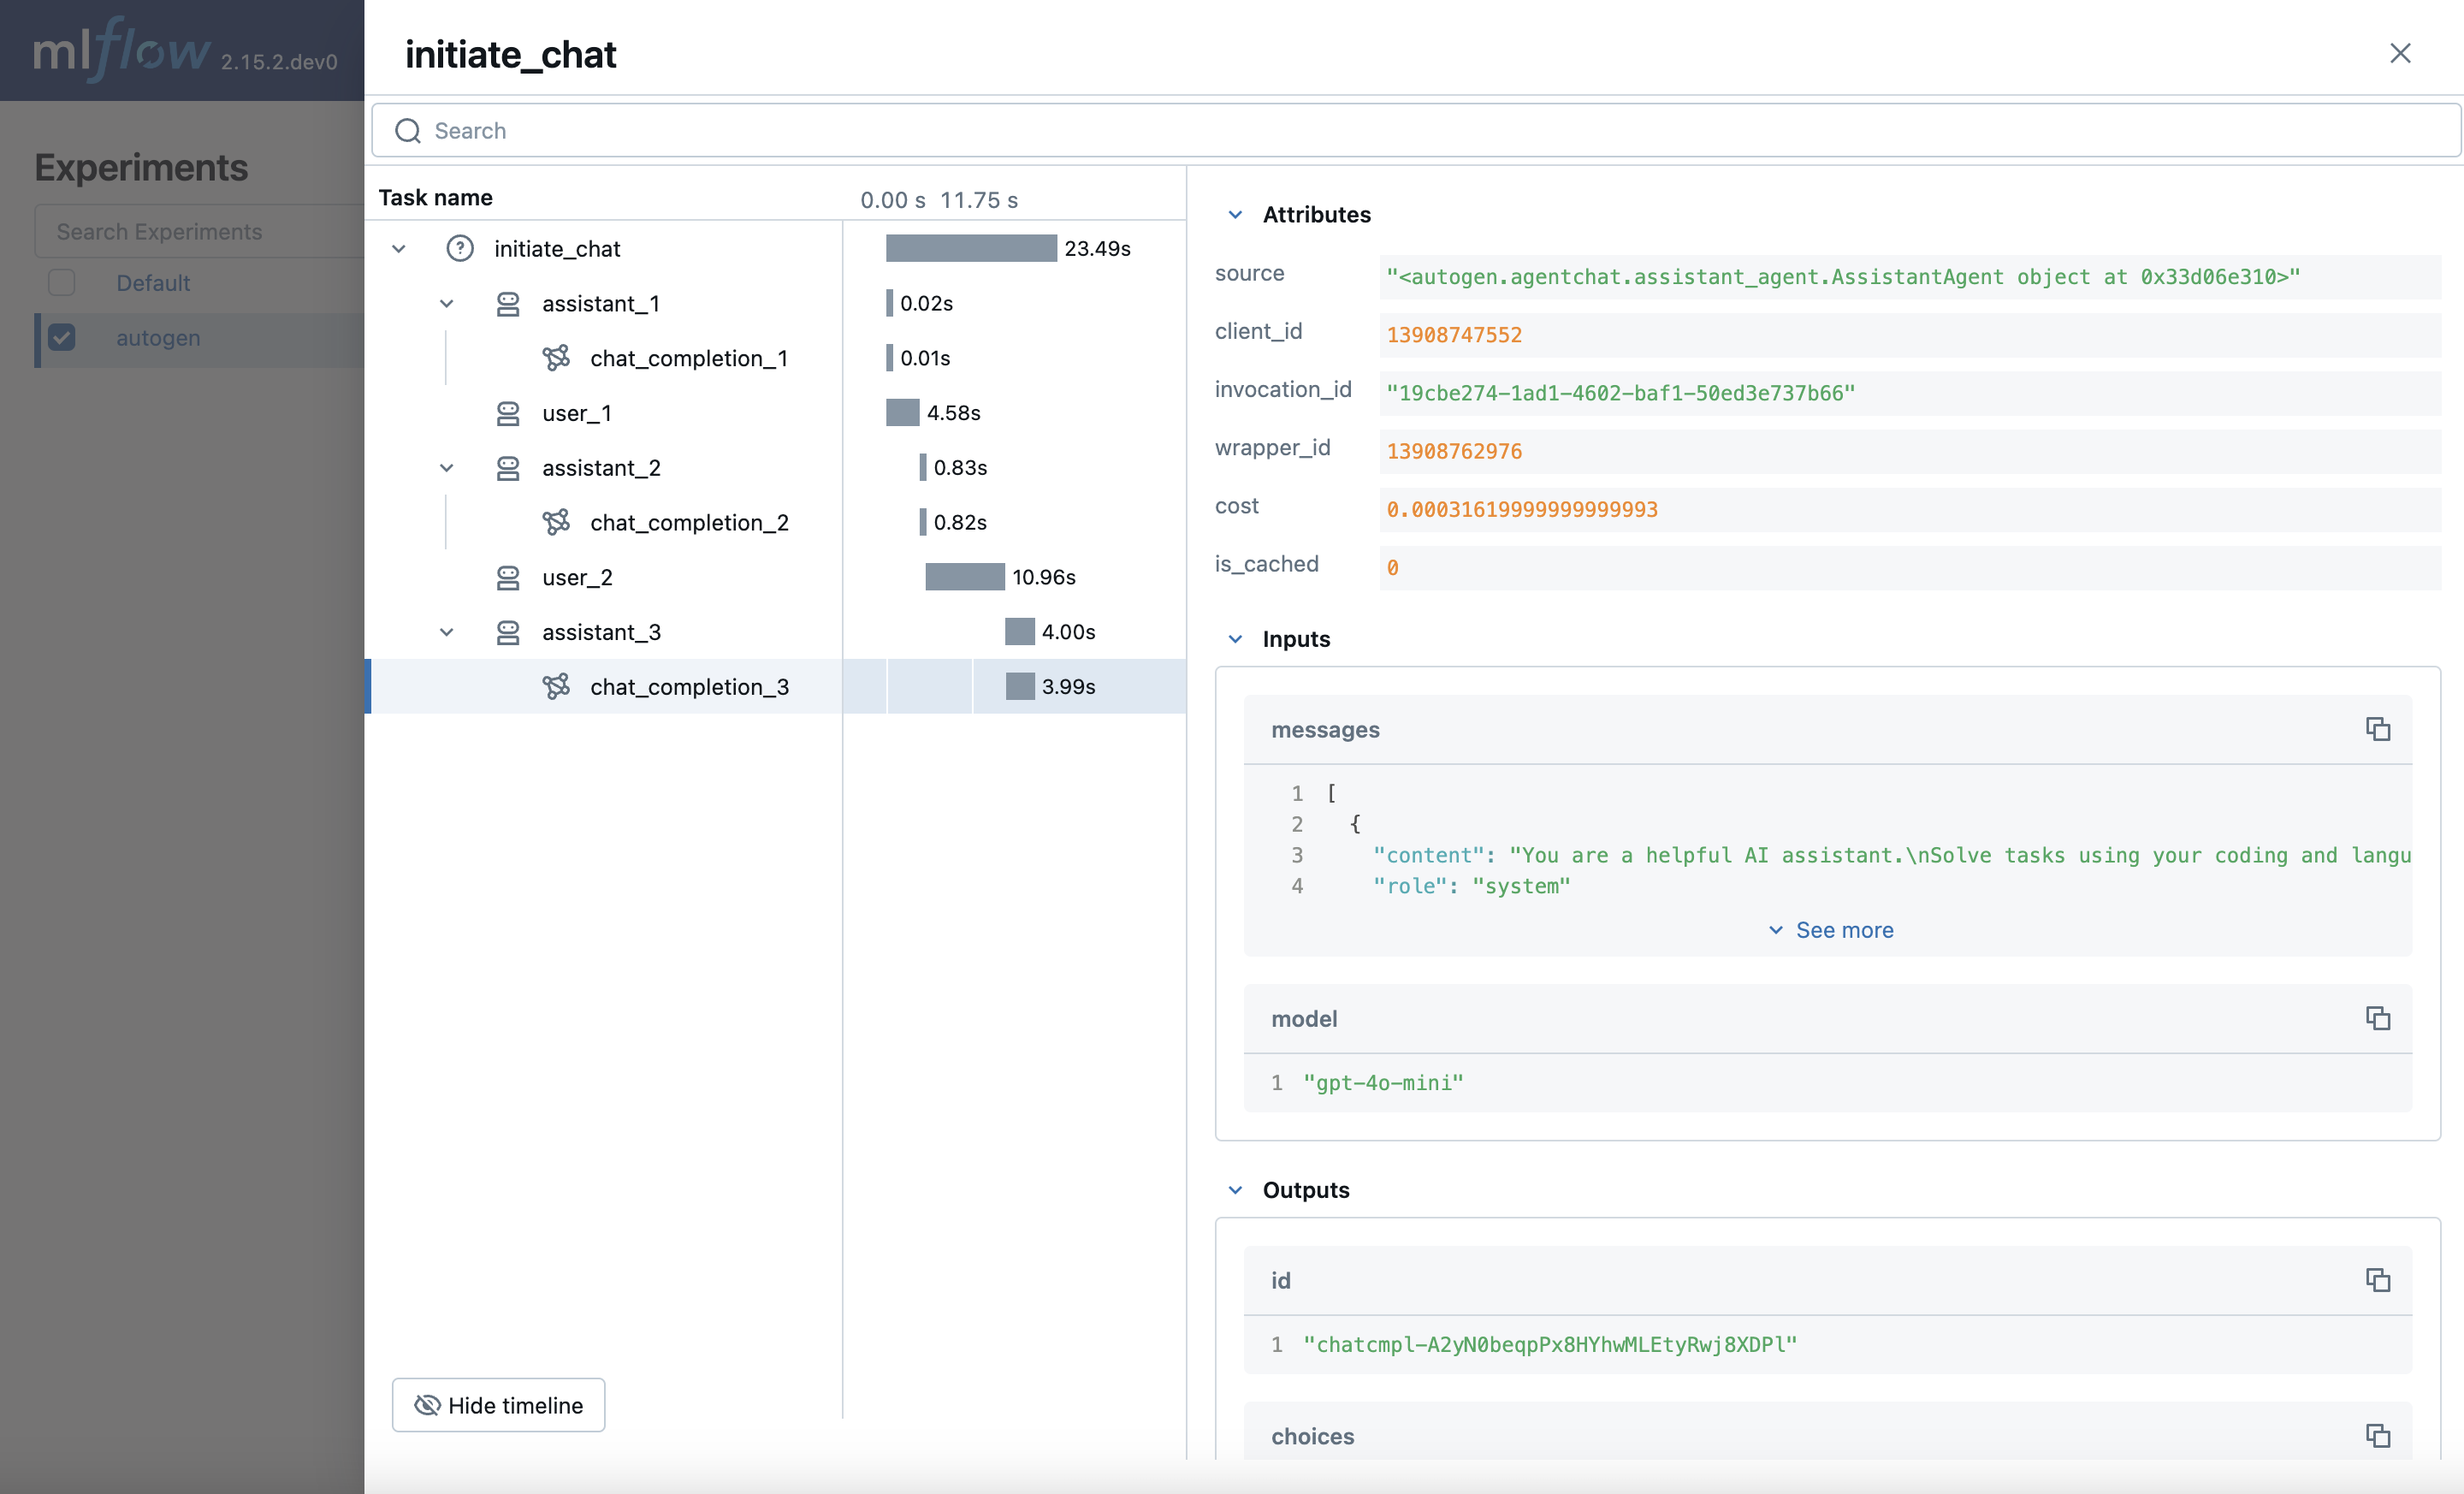 mlflow 2.15.2.dev0
Experiments
Search Experiments
Default
autogen
initiate_chat
Search
Task name 0.00 s 11.75 s
initiate_chat 23.49s
assistant_1 0.02s
chat_completion_1 0.01s
user_1 4.58s
assistant_2 0.83s
chat_completion_2 0.82s
user_2 10.96s
assistant_3 4.00s
chat_completion_3 3.99s
Hide timeline
Attributes
source "<autogen.agentchat.assistant_agent.AssistantAgent object at 0x33d06e310>"
client_id 13908747552
invocation_id "19cbe274-1ad1-4602-baf1-50ed3e737b66"
wrapper_id 13908762976
cost 0.00031619999999999993
is_cached 0
Inputs
messages
1 [
2 {
3 "content": "You are a helpful AI assistant.\nSolve tasks using your coding and langu
4 "role": "system"
See more
model
1 "gpt-4o-mini"
Outputs
id
1 "chatcmpl-A2yN0beqpPx8HYhwMLEtyRwj8XDPl"
choices